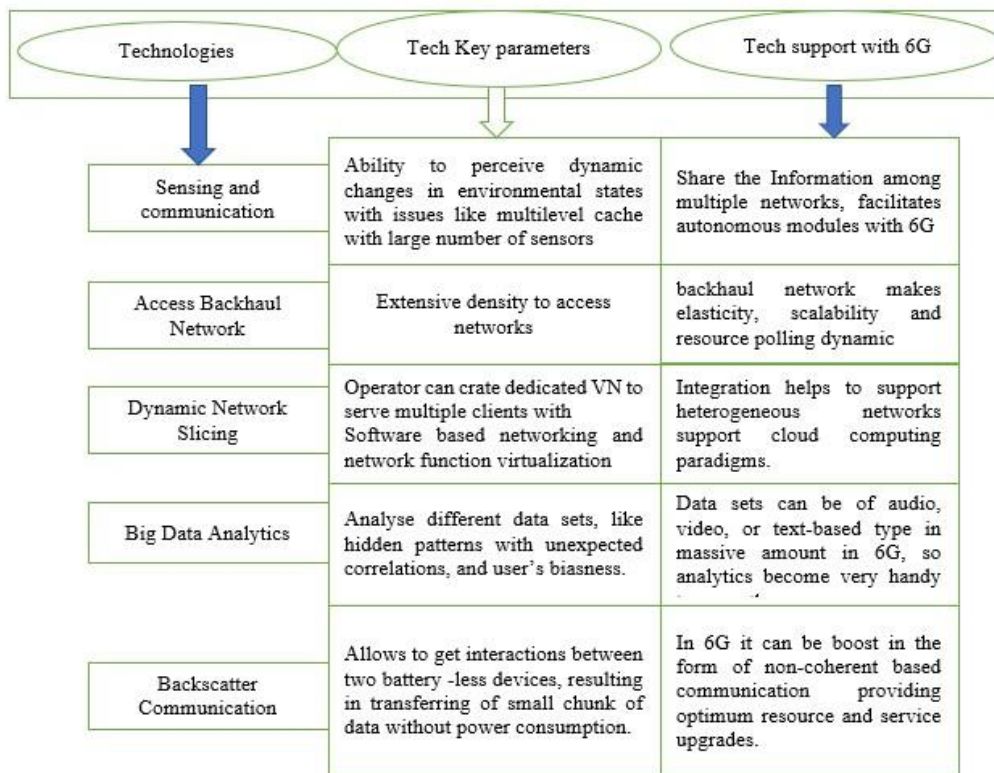 Technologies
Tech Key parameters
Tech support with 6G
Sensing and
communication
Ability to perceive dynamic
changes in environmental states
with issues like multilevel cache
with large number of sensors
Share the Information among
multiple networks, facilitates
autonomous modules with 6G
Access Backhaul
Network
Extensive density to access
networks
backhaul network makes
elasticity, scalability and
resource polling dynamic
Dynamic Network
Slicing
Operator can crate dedicated VN to
serve multiple clients with
Software based networking and
network function virtualization
Integration helps to support
heterogeneous networks
support cloud computing
paradigms.
Big Data Analytics
Analyse different data sets, like
hidden patterns with unexpected
correlations, and user’s biasness.
Data sets can be of audio,
video, or text-based type in
massive amount in 6G, so
analytics become very handy
Backscatter
Communication
Allows to get interactions between
two battery -less devices, resulting
in transferring of small chunk of
data without power consumption.
In 6G it can be boost in the
form of non-coherent based
communication providing
optimum resource and service
upgrades.